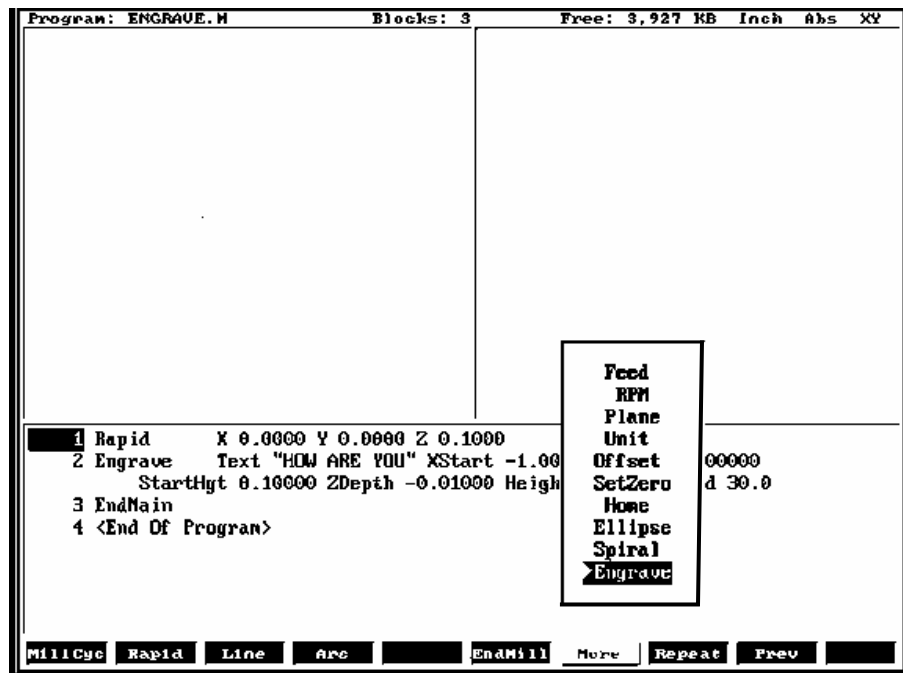 Program: ENGRAVE.M Blocks: 3 Free: 3,927 KB Inch Abs XY
Feed
RPM
Plane
Unit
Offset
SetZero
Home
Ellipse
Spiral
Engrave
1 Rapid X 0.0000 Y 0.0000 Z 0.1000
2 Engrave Text "HOW ARE YOU" XStart -1.00 00000
StartHgt 0.10000 ZDepth -0.01000 Heigh d 30.0
3 EndMain
4 <End Of Program>
MillCyc Rapid Line Arc EndMill More Repeat Prev